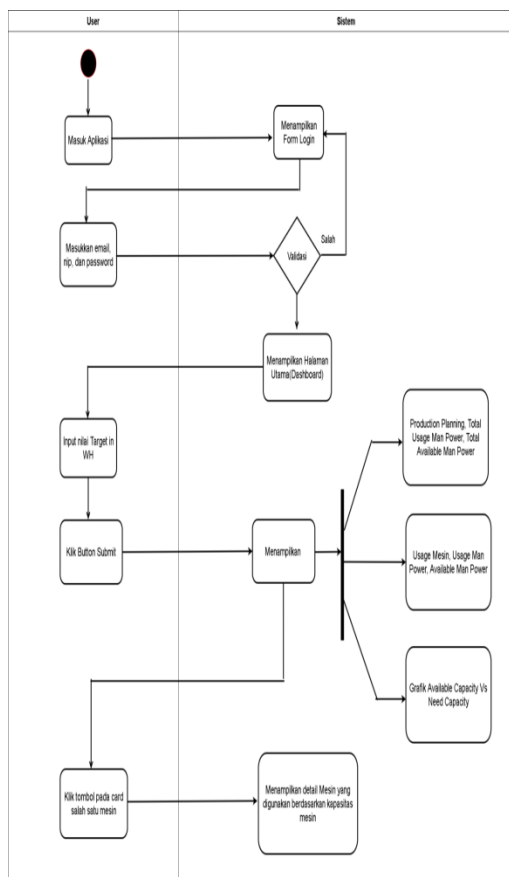 User
Sistem
Masuk Aplikasi
Menampilkan
Form Login
Masukkan email,
nip, dan password
Validasi
Salah
Menampilkan Halaman
Utama(Dashboard)
Input nilai Target in
WH
Klik Button Submit
Menampilkan
Production Planning, Total
Usage Man Power, Total
Available Man Power
Usage Mesin, Usage Man
Power, Available Man Power
Grafik Available Capacity Vs
Need Capacity
Klik tombol pada card
salah satu mesin
Menampilkan detail Mesin yang
digunakan berdasarkan kapasitas
mesin